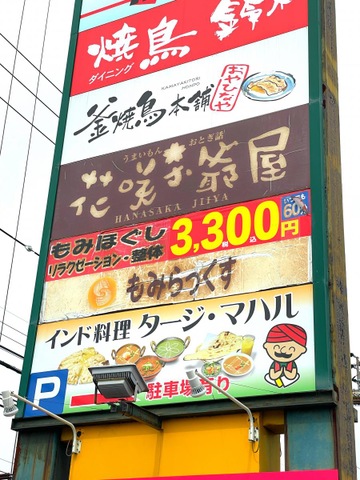 焼鳥
ダイニング
KAMAYAKITORI HONPO
釜焼鳥本舗
おやひなや
うまいもん おとぎ話
花咲お爺屋
HANASAKA JIIYA
もみほぐし
リラクゼーション・整体
60分
3,300円
税込
もみらっくす
インド料理 タージ・マハル
P
駐車場有り